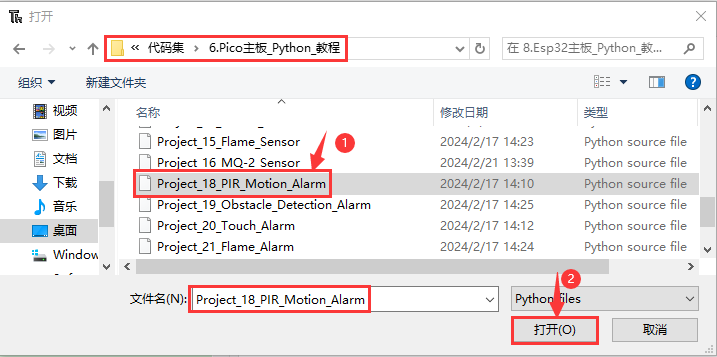 打开
« 代码集 › 6.Pico主板_Python_教程
在 8.Esp32主板_Python_教...
组织
新建文件夹
名称 修改日期 类型
视频
图片
文档
下载
音乐
桌面
Window
Project_15_Flame_Sensor 2024/2/17 14:23 Python source file
Project_16_MQ-2_Sensor 2024/2/21 13:39 Python source file
1
Project_18_PIR_Motion_Alarm 2024/2/17 14:10 Python source file
Project_19_Obstacle_Detection_Alarm 2024/2/17 14:25 Python source file
Project_20_Touch_Alarm 2024/2/17 14:12 Python source file
Project_21_Flame_Alarm 2024/2/17 14:24 Python source file
2
文件名(N): Project_18_PIR_Motion_Alarm Python files
打开(O) 取消